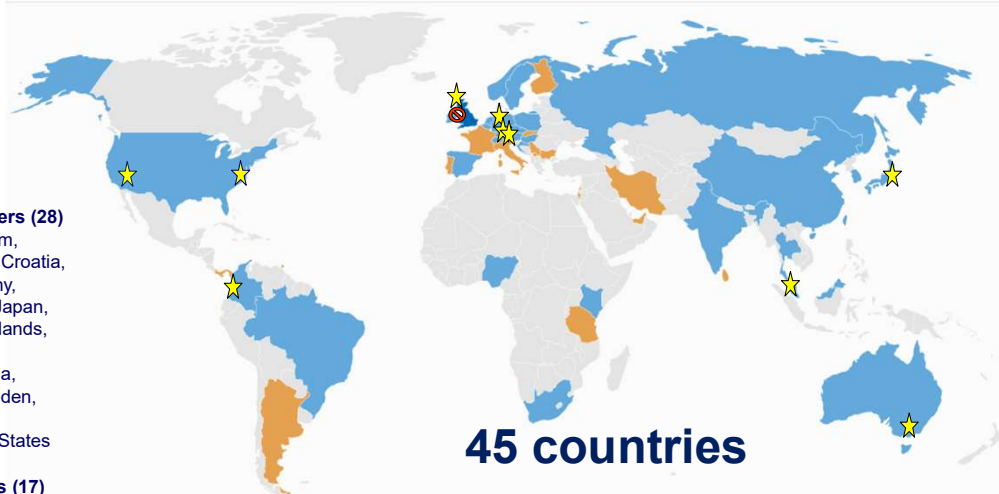 ers (28)
m,
Croatia,
ny,
Japan,
lands,
a,
den,
States
s (17)
45 countries